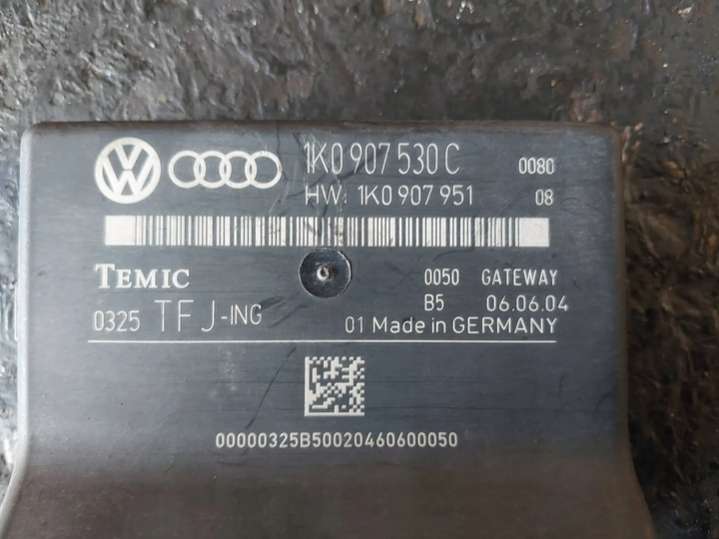 1K0 907 530 C 0080
HW: 1K0 907 951 08
TEMIC 0050 GATEWAY
B5 06.06.04
0325 TFJ-ING 01 Made in GERMANY
00000325B50020460600050